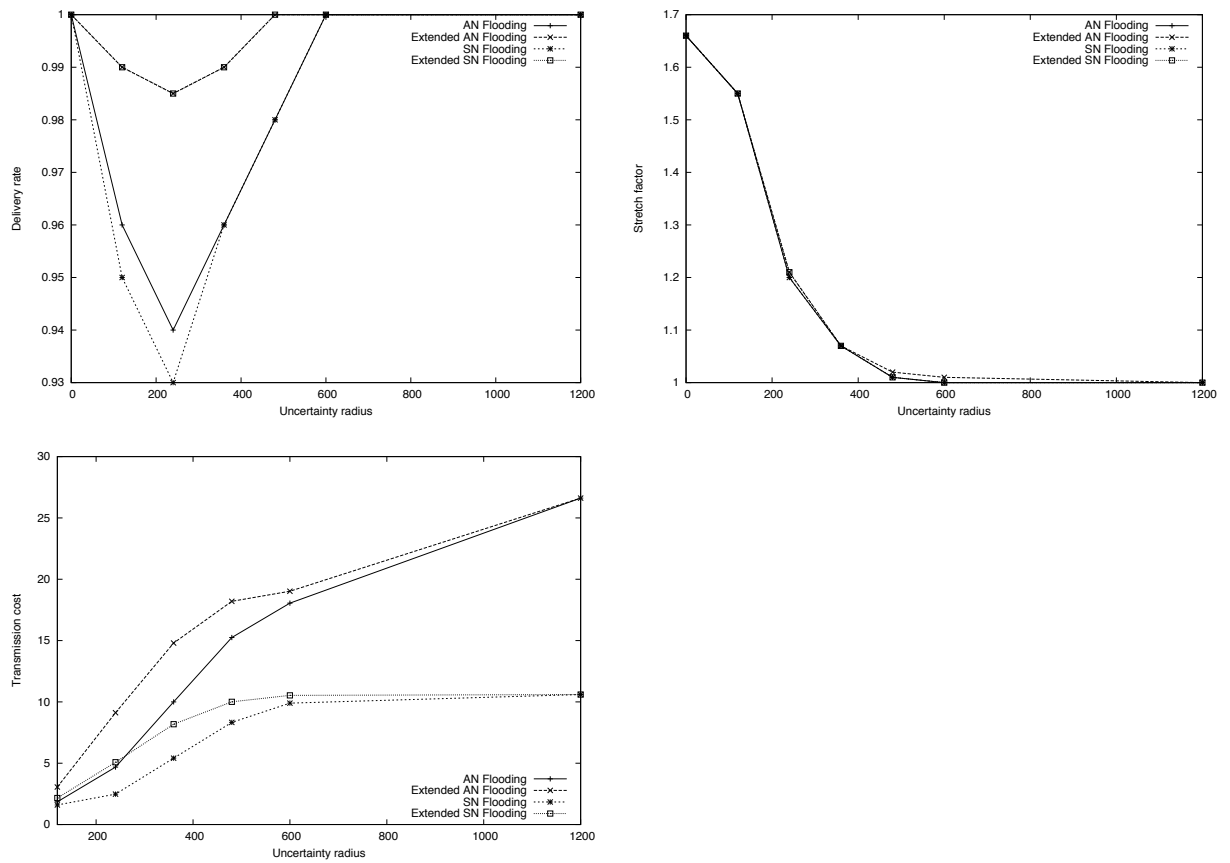 1
0.99
0.98
0.97
0.96
0.95
0.94
0.93
0
200
400
600
800
1000
1200
Delivery rate
Uncertainty radius
AN Flooding
Extended AN Flooding
SN Flooding
Extended SN Flooding
1.7
1.6
1.5
1.4
1.3
1.2
1.1
1
0
200
400
600
800
1000
1200
Stretch factor
Uncertainty radius
AN Flooding
Extended AN Flooding
SN Flooding
Extended SN Flooding
30
25
20
15
10
5
0
200
400
600
800
1000
1200
Transmission cost
Uncertainty radius
AN Flooding
Extended AN Flooding
SN Flooding
Extended SN Flooding